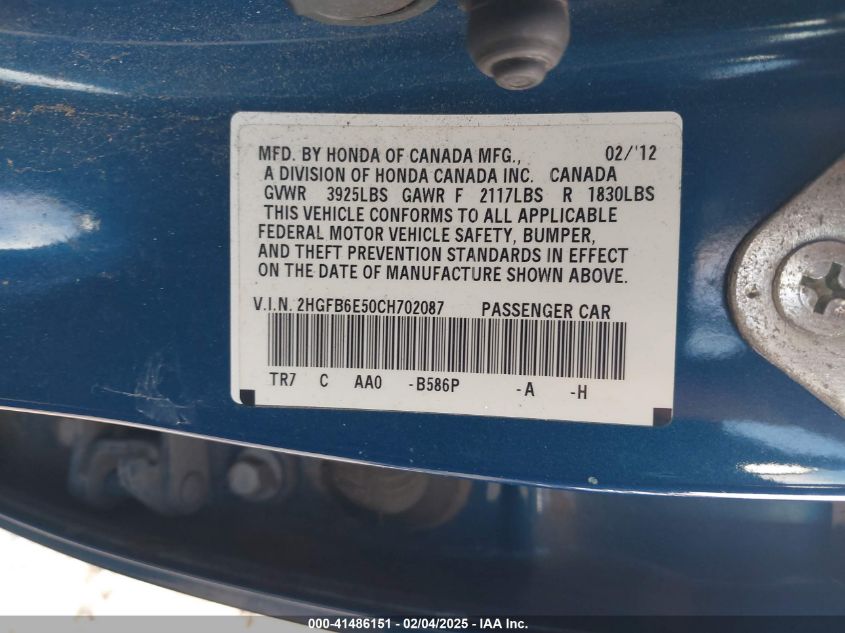 MFD. BY HONDA OF CANADA MFG., 02/'12
A DIVISION OF HONDA CANADA INC. CANADA
GVWR 3925LBS GAWR F 2117LBS R 1830LBS
THIS VEHICLE CONFORMS TO ALL APPLICABLE
FEDERAL MOTOR VEHICLE SAFETY, BUMPER,
AND THEFT PREVENTION STANDARDS IN EFFECT
ON THE DATE OF MANUFACTURE SHOWN ABOVE.
V.I.N. 2HGFB6E50CH702087 PASSENGER CAR
TR7 C AA0 -B586P -A -H
000-41486151 - 02/04/2025 - IAA Inc.